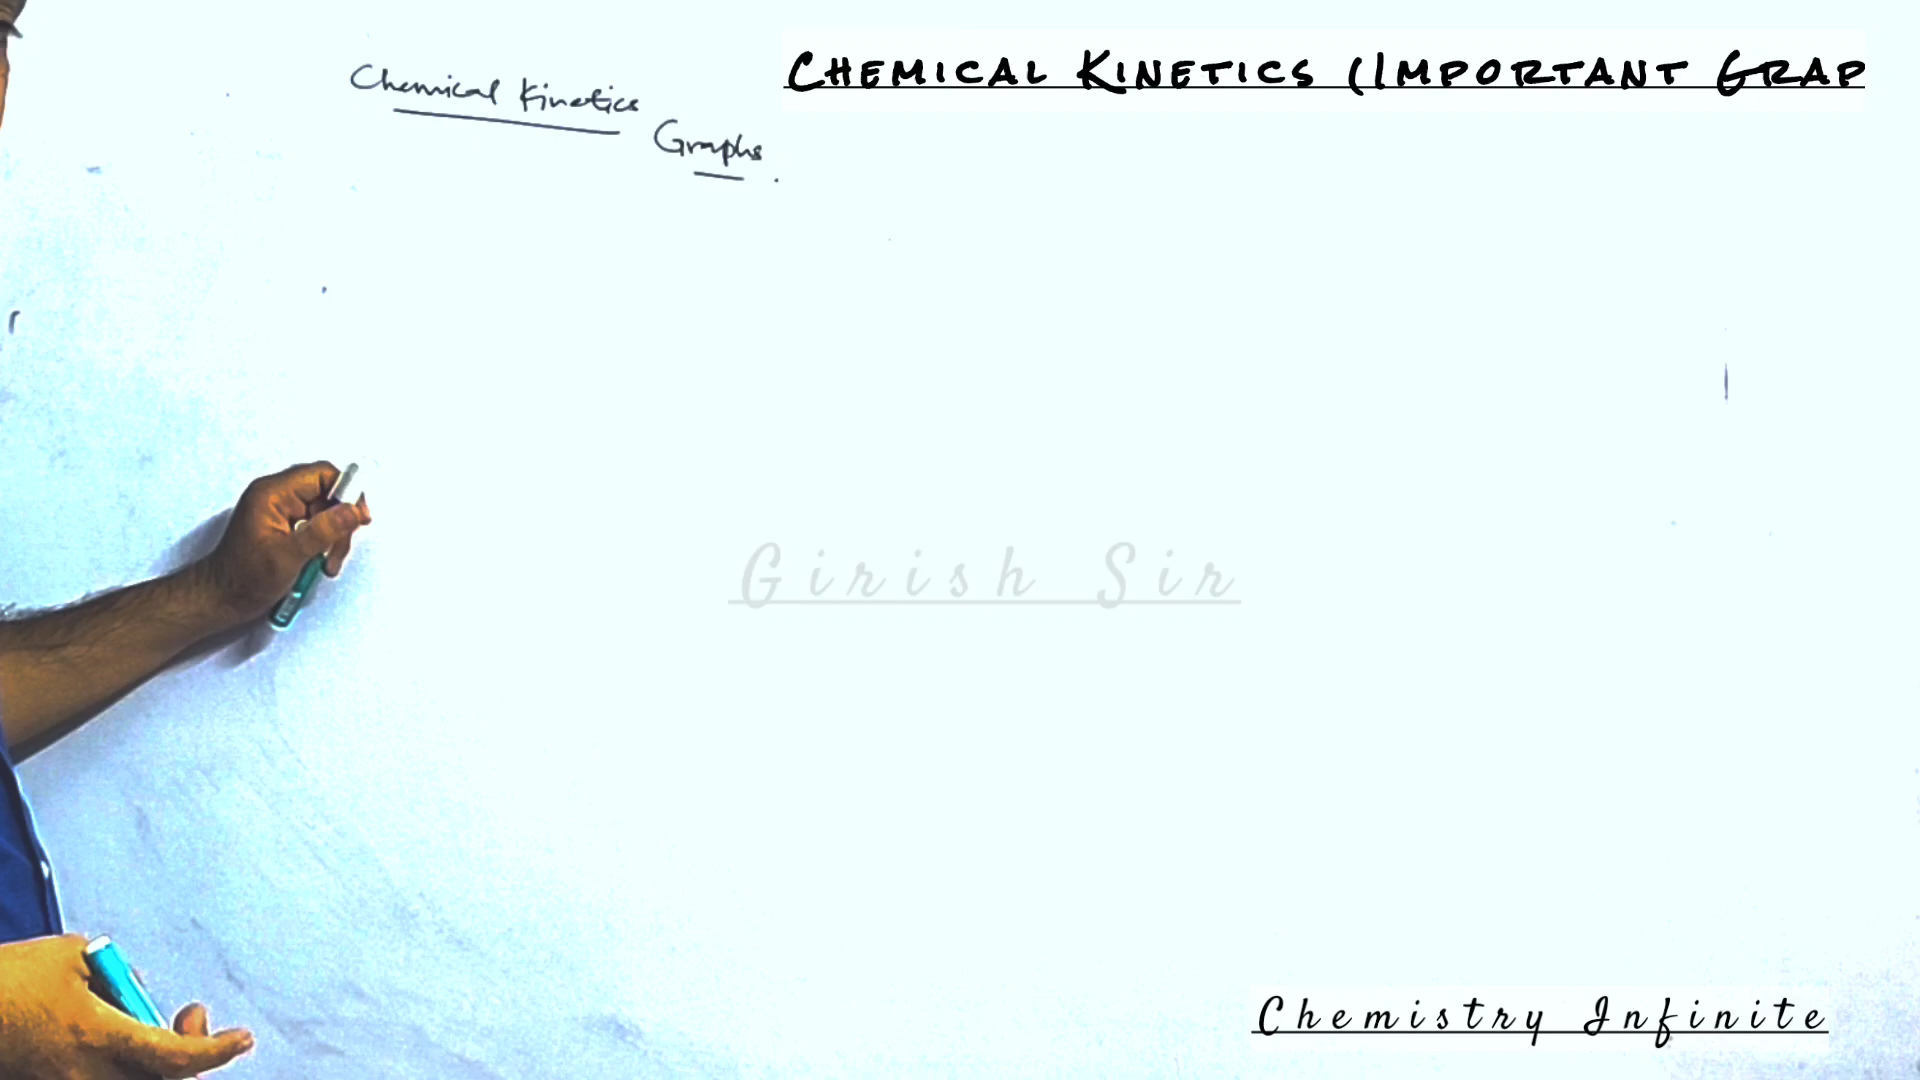 CHEMICAL KINETICS (IMPORTANT GRAP
Chemical Kinetics
Graphs.
Girish Sir
Chemistry Infinite